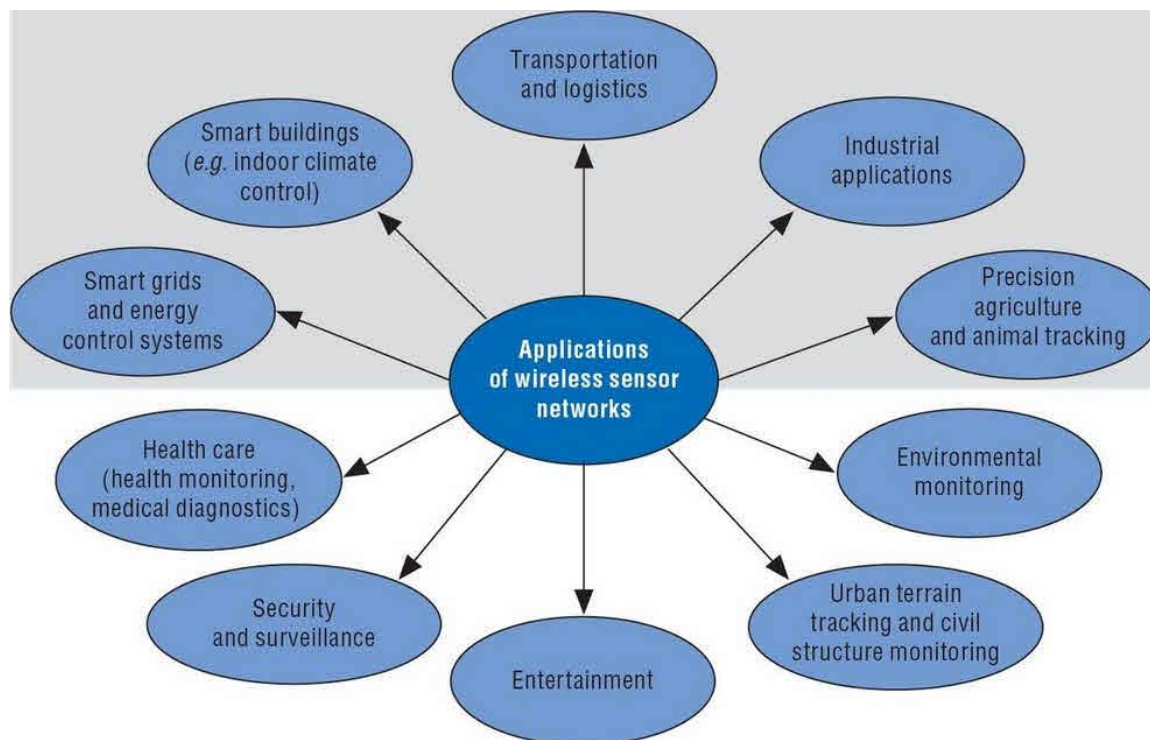 Transportation
and logistics
Smart buildings
(e.g. indoor climate
control)
Industrial
applications
Smart grids
and energy
control systems
Precision
agriculture
and animal tracking
Applications
of wireless sensor
networks
Health care
(health monitoring,
medical diagnostics)
Environmental
monitoring
Security
and surveillance
Urban terrain
tracking and civil
structure monitoring
Entertainment